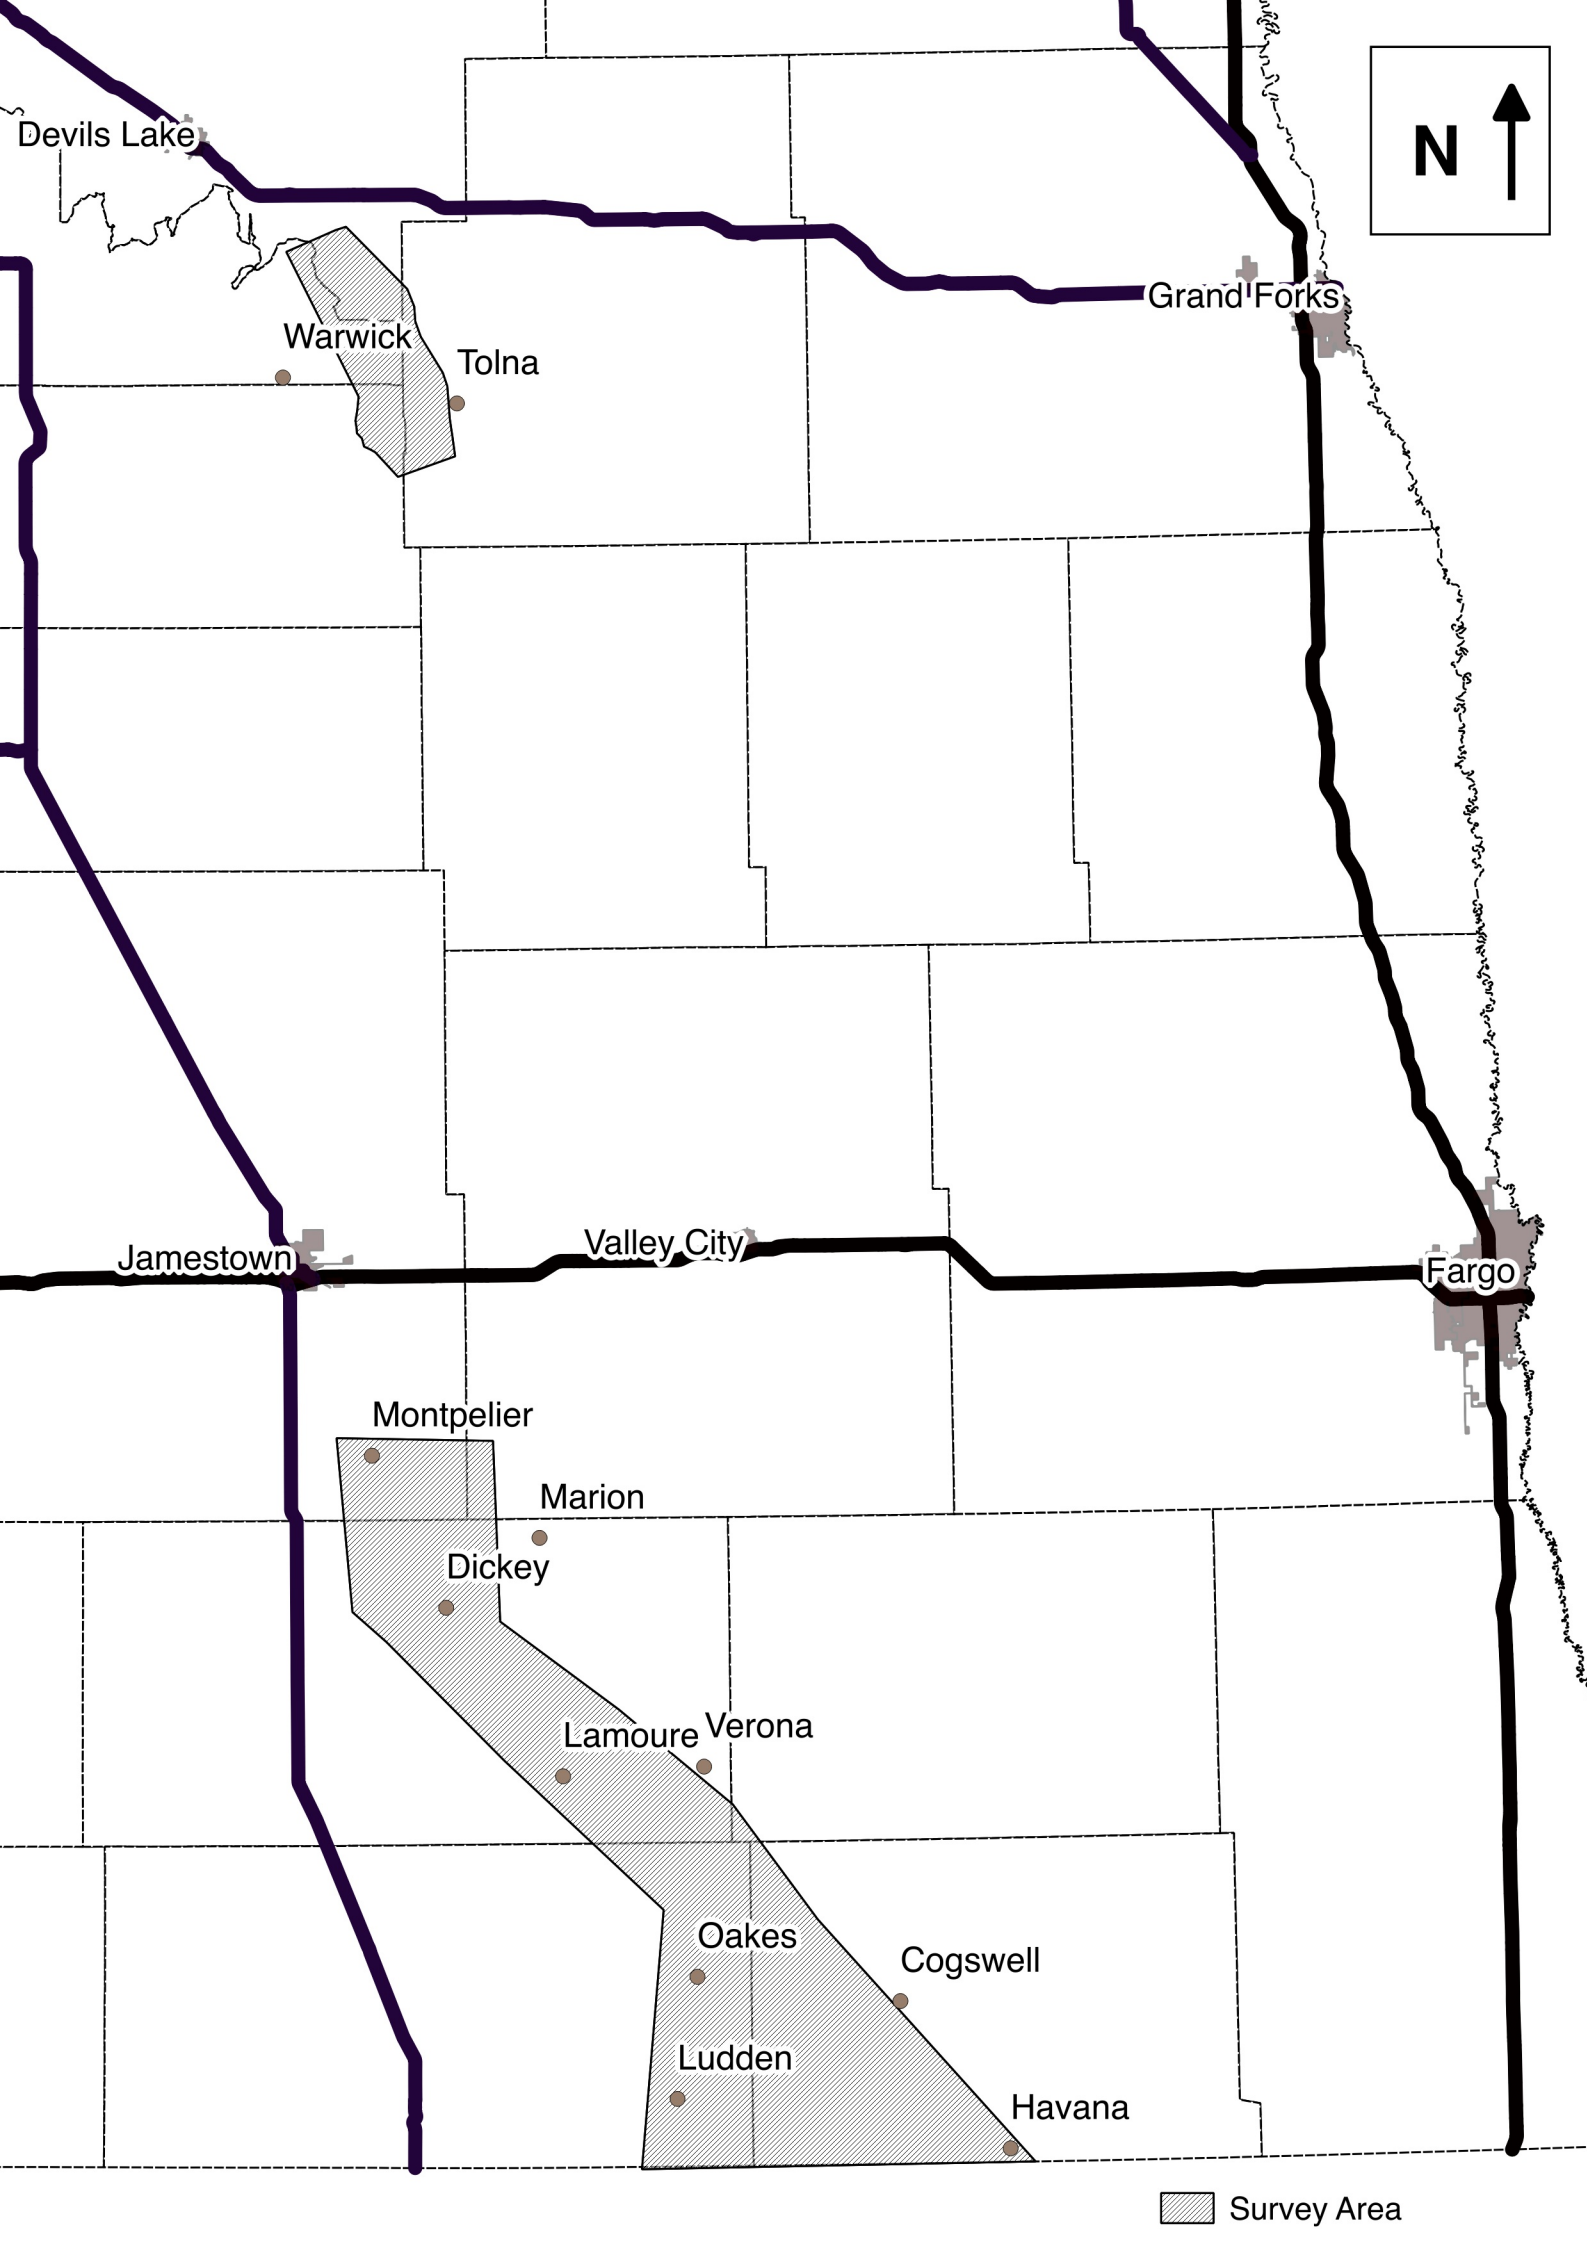 Devils Lake
N
Grand Forks
Warwick
Tolna
Valley City
Jamestown
Fargo
Montpelier
Marion
Dickey
Lamoure
Verona
Oakes
Cogswell
Ludden
Havana
Survey Area